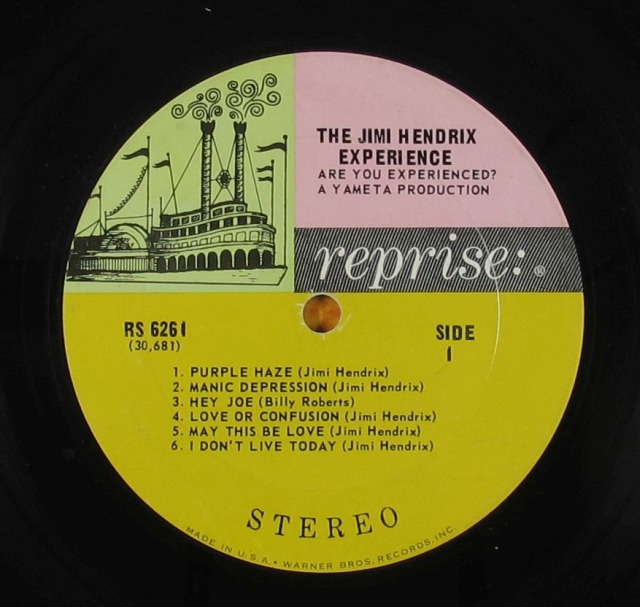 THE JIMI HENDRIX
EXPERIENCE
ARE YOU EXPERIENCED?
A YAMETA PRODUCTION
reprise:®
RS 6261
(30,681)
SIDE
1
1. PURPLE HAZE (Jimi Hendrix)
2. MANIC DEPRESSION (Jimi Hendrix)
3. HEY JOE (Billy Roberts)
4. LOVE OR CONFUSION (Jimi Hendrix)
5. MAY THIS BE LOVE (Jimi Hendrix)
6. I DON'T LIVE TODAY (Jimi Hendrix)
STEREO
MADE IN U.S.A. • WARNER BROS. RECORDS, INC.